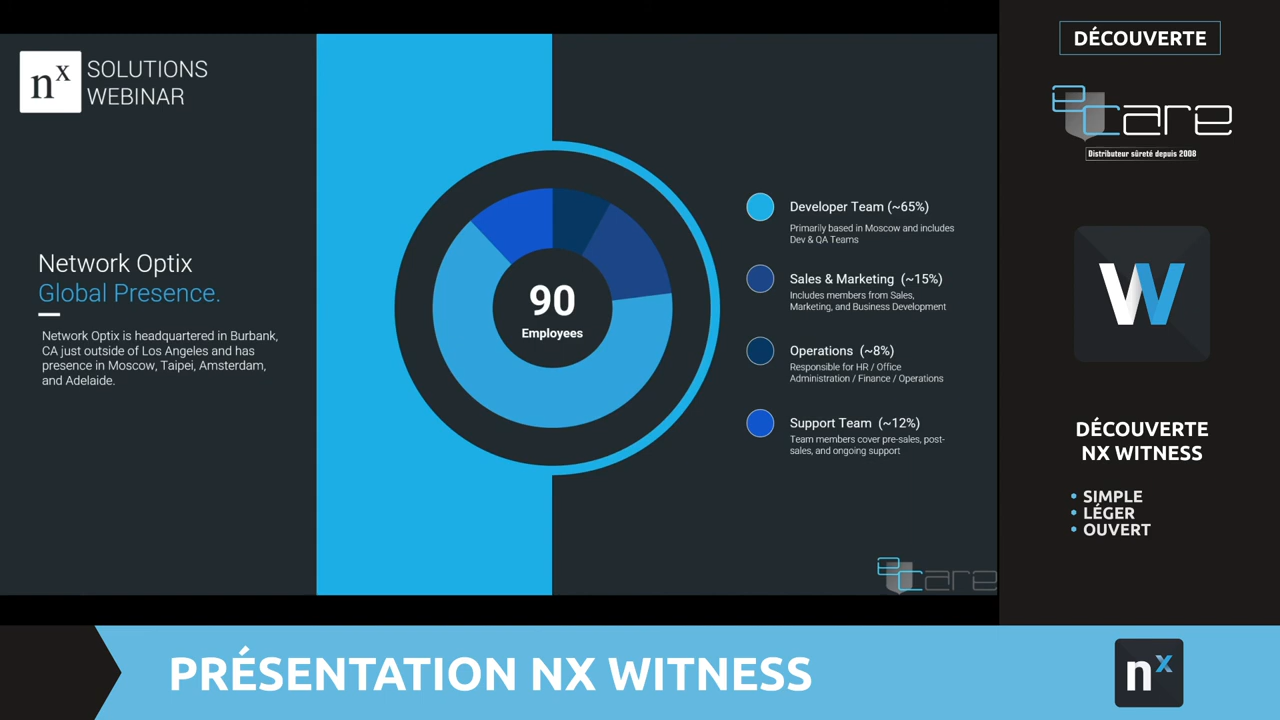 nx SOLUTIONS
WEBINAR
Network Optix
Global Presence.
Network Optix is headquartered in Burbank,
CA just outside of Los Angeles and has
presence in Moscow, Taipei, Amsterdam,
and Adelaide.
90
Employees
Developer Team (~65%)
Primarily based in Moscow and includes
Dev & QA Teams
Sales & Marketing (~15%)
Includes members from Sales,
Marketing, and Business Development
Operations (~8%)
Responsible for HR / Office
Administration / Finance / Operations
Support Team (~12%)
Team members cover pre-sales, post-
sales, and ongoing support
ecare
DÉCOUVERTE
ecare
Distributeur sûreté depuis 2008
W
DÉCOUVERTE
NX WITNESS
• SIMPLE
• LÉGER
• OUVERT
PRÉSENTATION NX WITNESS
nx